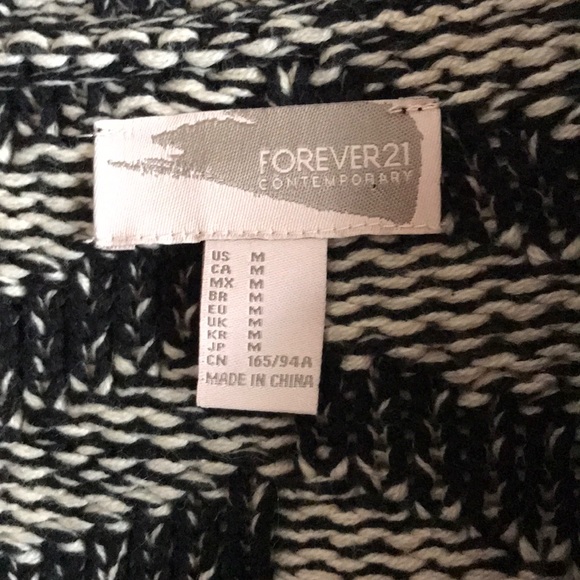 FOREVER21
CONTEMPORARY
US M
CA M
MX M
BR M
EU M
UK M
KR M
JP M
CN 165/94A
MADE IN CHINA